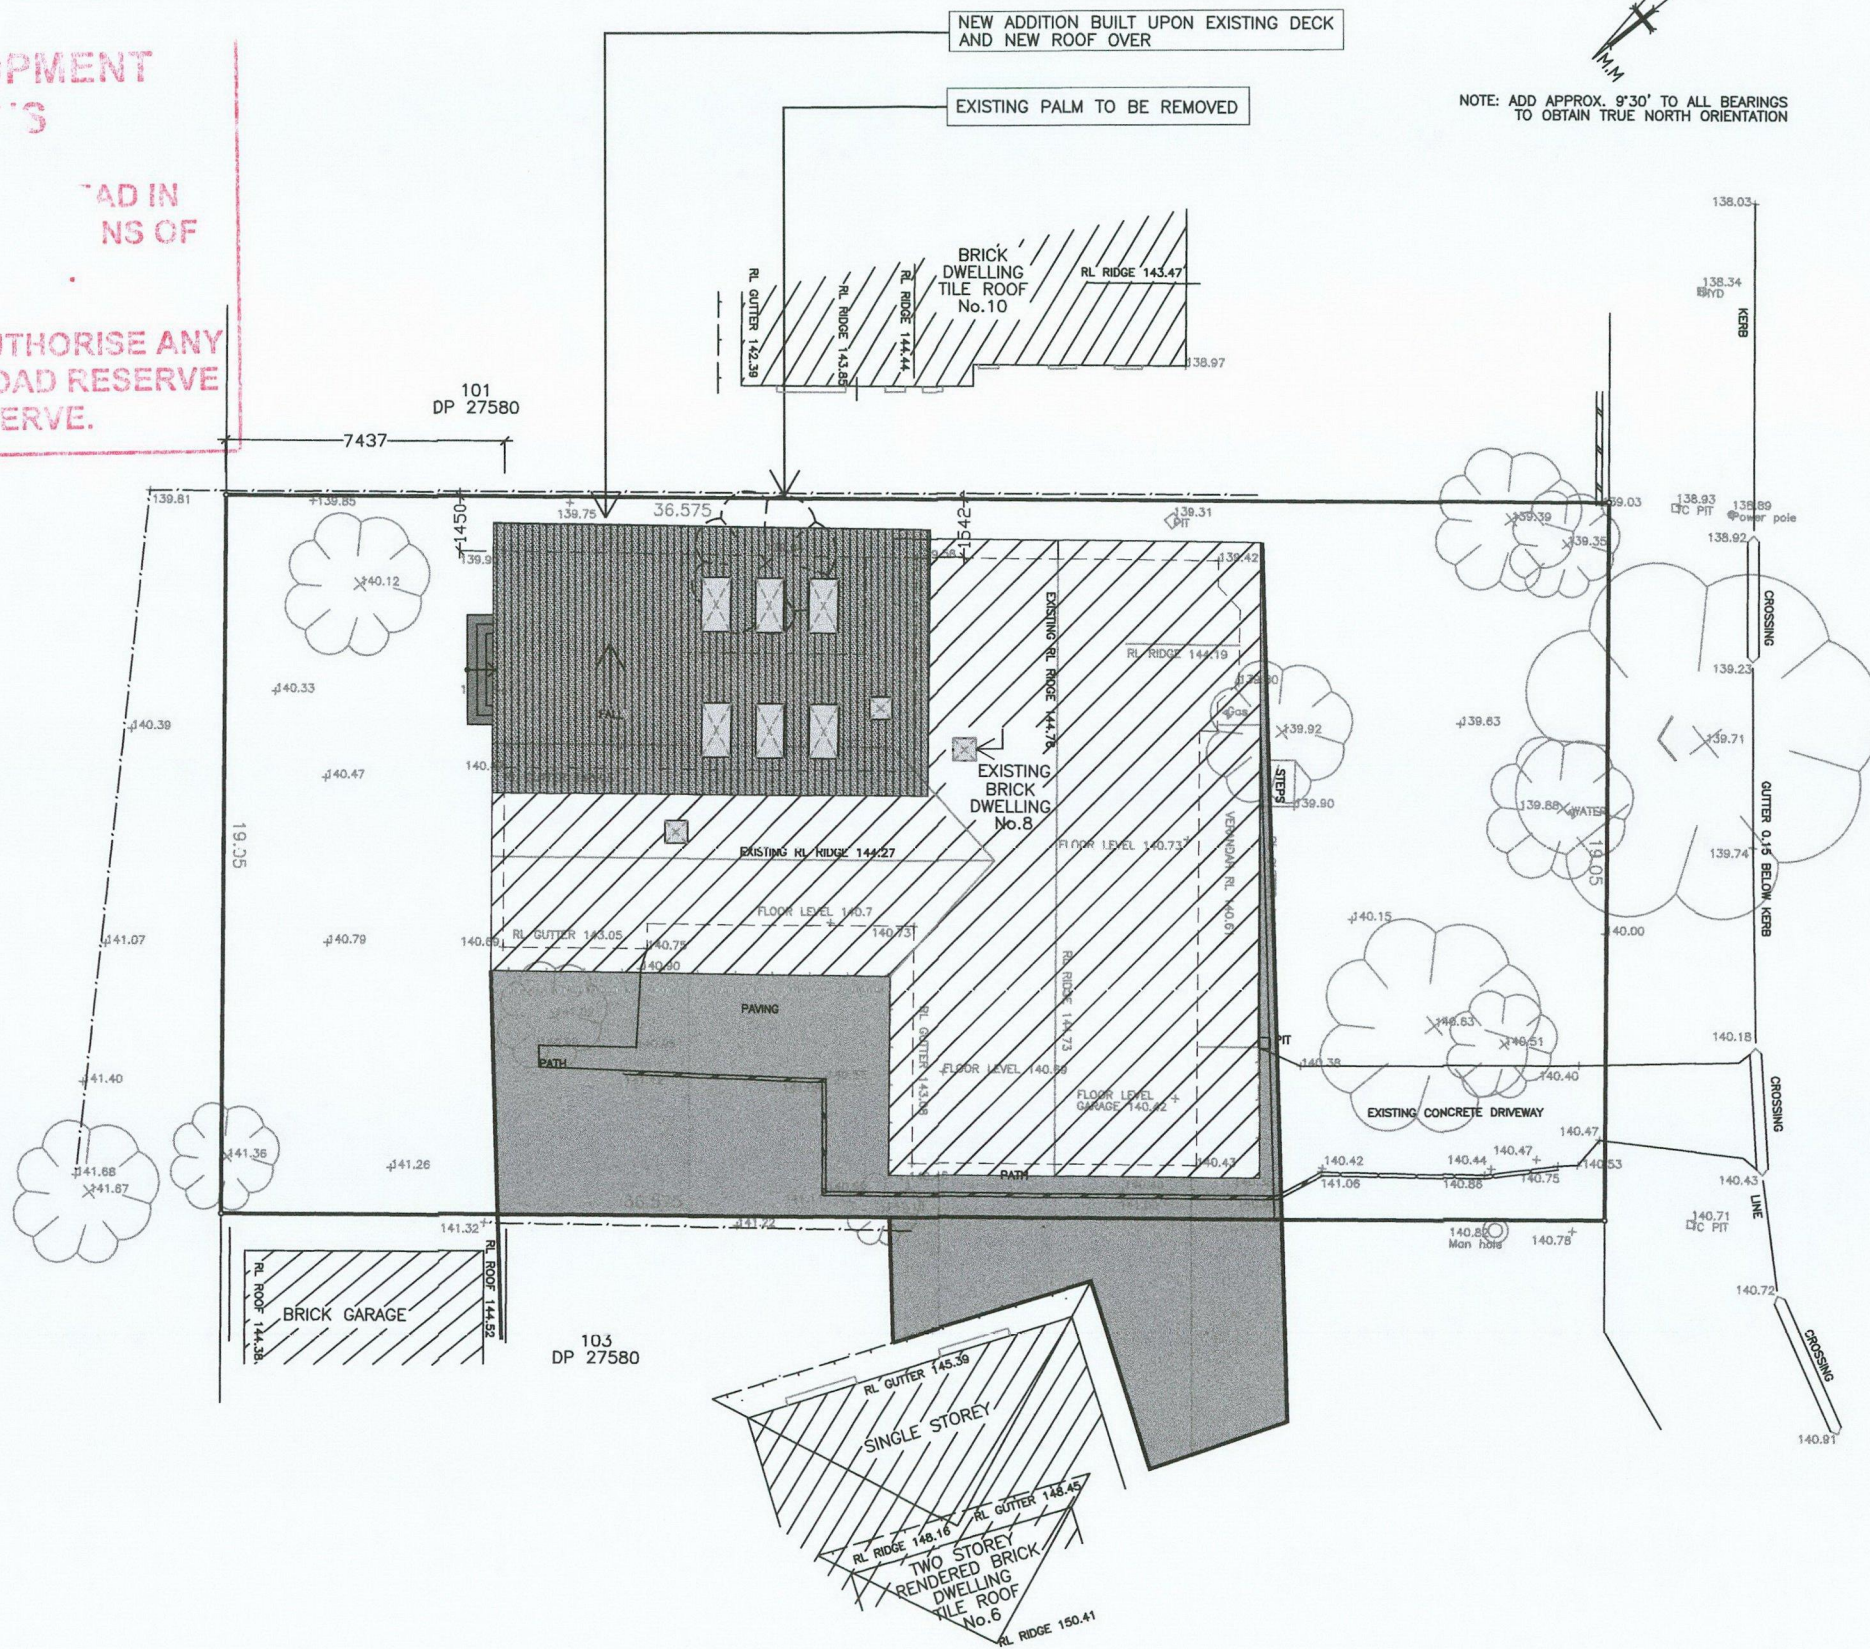 NEW ADDITION BUILT UPON EXISTING DECK
AND NEW ROOF OVER
EXISTING PALM TO BE REMOVED
M.M
NOTE: ADD APPROX. 9°30' TO ALL BEARINGS
TO OBTAIN TRUE NORTH ORIENTATION
PMENT
AD IN
NS OF
UTHORISE ANY
OAD RESERVE
ERVE.
101
DP 27580
7437
RL GUTTER 142.39
RL RIDGE 143.85
RL RIDGE 144.44
BRICK
DWELLING
TILE ROOF
No.10
RL RIDGE 143.47
138.97
138.03
138.34
HYD
KERB
139.81
139.85
139.75
36.575
1450
1542
139.31
PIT
139.39
139.35
139.03
138.93
TC PIT
138.89
Power pole
138.92
140.12
139.42
CROSSING
140.33
140.39
140.47
FALL
EXISTING RL RIDGE 144.76
RL RIDGE 144.19
Gas
139.92
139.63
139.23
139.71
EXISTING
BRICK
DWELLING
No.8
STEPS
139.90
139.88
WATER
19.05
19.05
EXISTING RL RIDGE 144.27
FLOOR LEVEL 140.73
VERANDAH RL 140.61
139.74
GUTTER 0.15 BELOW KERB
FLOOR LEVEL 140.7
140.73
140.15
140.00
141.07
140.79
140.69
RL GUTTER 143.05
140.75
140.90
PAVING
PATH
RL GUTTER 143.08
RL RIDGE 144.73
FLOOR LEVEL 140.69
FLOOR LEVEL
GARAGE 140.42
PIT
140.38
140.63
140.51
140.40
140.18
EXISTING CONCRETE DRIVEWAY
CROSSING
141.40
141.36
141.68
141.67
141.26
PATH
140.43
140.42
141.06
140.44
140.88
140.47
140.75
140.47
140.53
140.43
LINE
36.575
141.32
141.22
140.82
Man hole
140.78
140.71
TC PIT
140.72
CROSSING
140.91
RL ROOF 144.38
BRICK GARAGE
RL ROOF 144.52
103
DP 27580
RL GUTTER 145.39
SINGLE STOREY
RL GUTTER 148.45
RL RIDGE 148.16
TWO STOREY
RENDERED BRICK
DWELLING
TILE ROOF
No.6
RL RIDGE 150.41